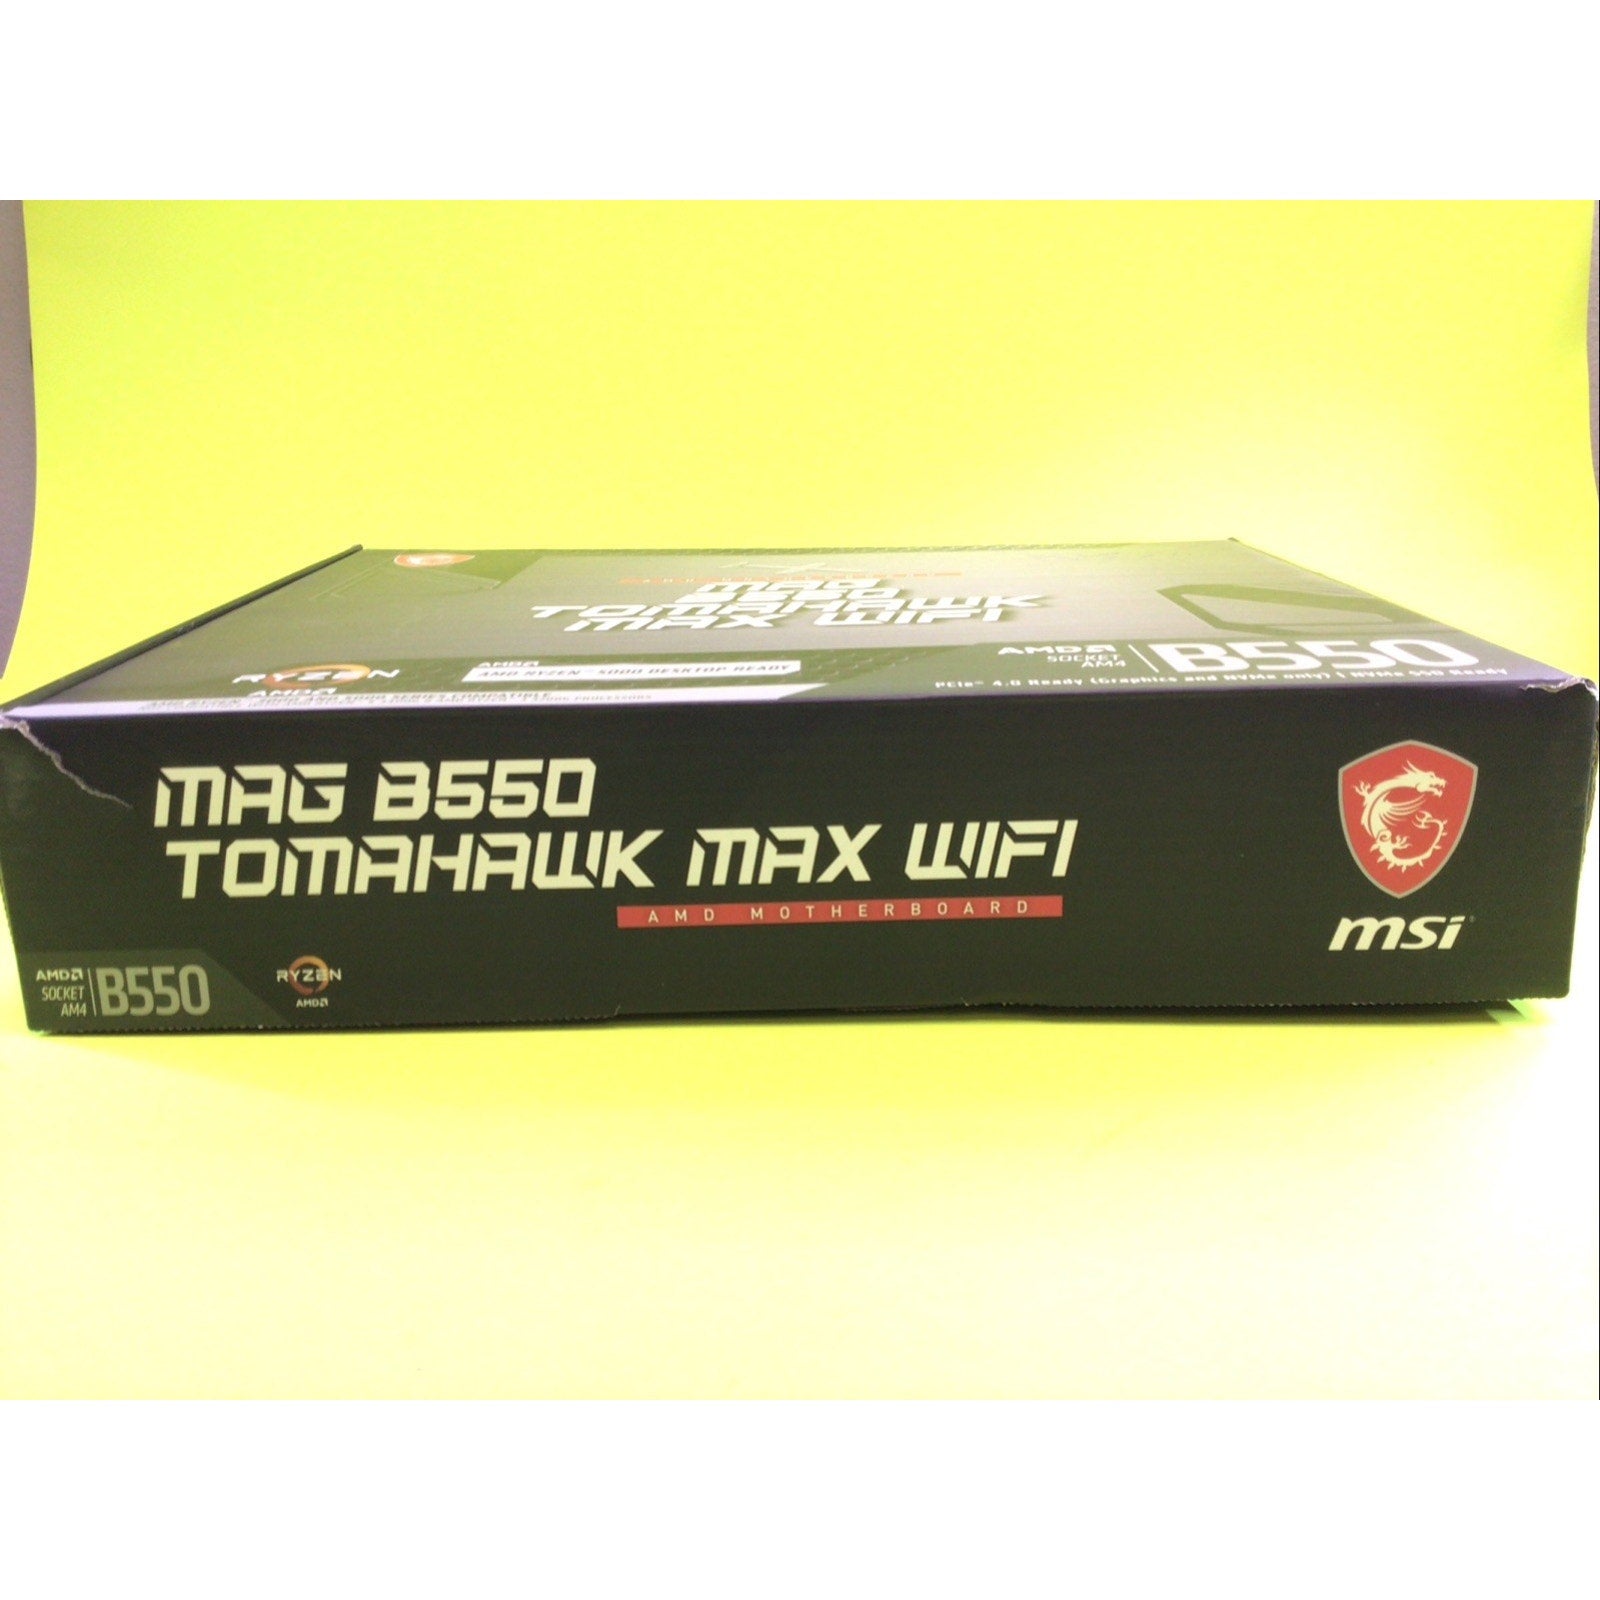 MAG
B550
TOMAHAWK
MAX WIFI
AMD
SOCKET
AM4
B550
PCIe® 4.0 Ready (Graphics and NVMe only) | NVMe SSD Ready
RYZEN
AMD
AMD
AMD RYZEN™ 5000 DESKTOP READY
MAG B550
TOMAHAWK MAX WIFI
AMD MOTHERBOARD
msi
AMD
SOCKET
AM4
B550
RYZEN
AMD